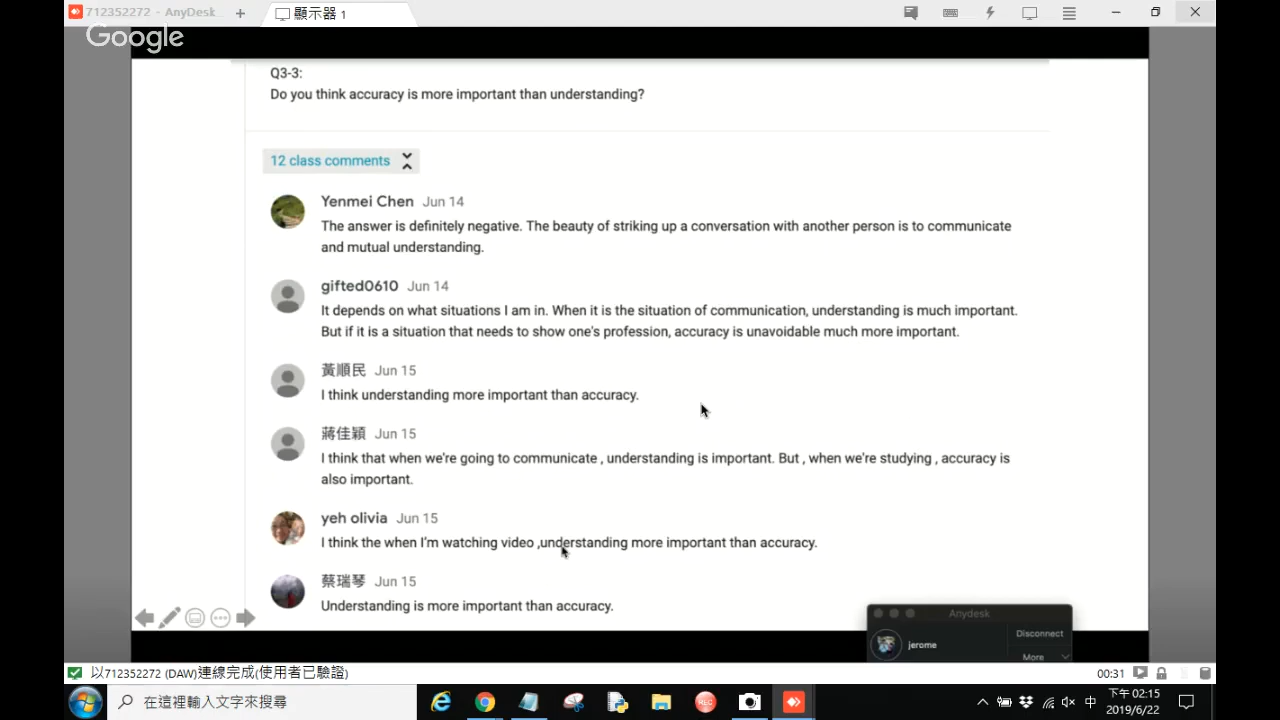 712352272 - AnyDesk
顯示器 1
Google
Q3-3:
Do you think accuracy is more important than understanding?
12 class comments
Yenmei Chen Jun 14
The answer is definitely negative. The beauty of striking up a conversation with another person is to communicate
and mutual understanding.
gifted0610 Jun 14
It depends on what situations I am in. When it is the situation of communication, understanding is much important.
But if it is a situation that needs to show one's profession, accuracy is unavoidable much more important.
黃順民 Jun 15
I think understanding more important than accuracy.
蔣佳穎 Jun 15
I think that when we're going to communicate , understanding is important. But , when we're studying , accuracy is
also important.
yeh olivia Jun 15
I think the when I'm watching video ,understanding more important than accuracy.
蔡瑞琴 Jun 15
Understanding is more important than accuracy.
Anydesk
jerome
Disconnect
More
以712352272 (DAW)連線完成(使用者已驗證)
00:31
在這裡輸入文字來搜尋
REC
中
下午 02:15
2019/6/22